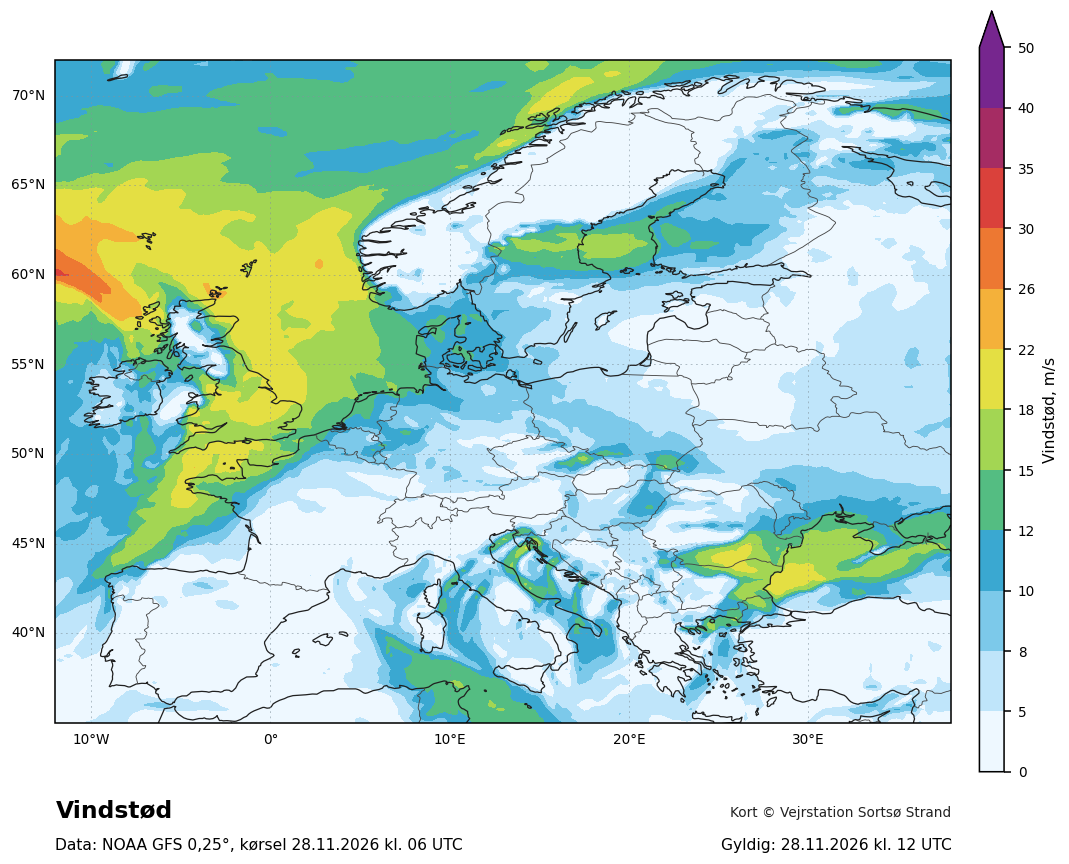 50
40
35
30
26
22
18
15
12
10
8
5
0
Vindstød, m/s
70°N
65°N
60°N
55°N
50°N
45°N
40°N
10°W
0°
10°E
20°E
30°E
Vindstød
Kort © Vejrstation Sortsø Strand
Data: NOAA GFS 0,25°, kørsel 28.11.2026 kl. 06 UTC
Gyldig: 28.11.2026 kl. 12 UTC